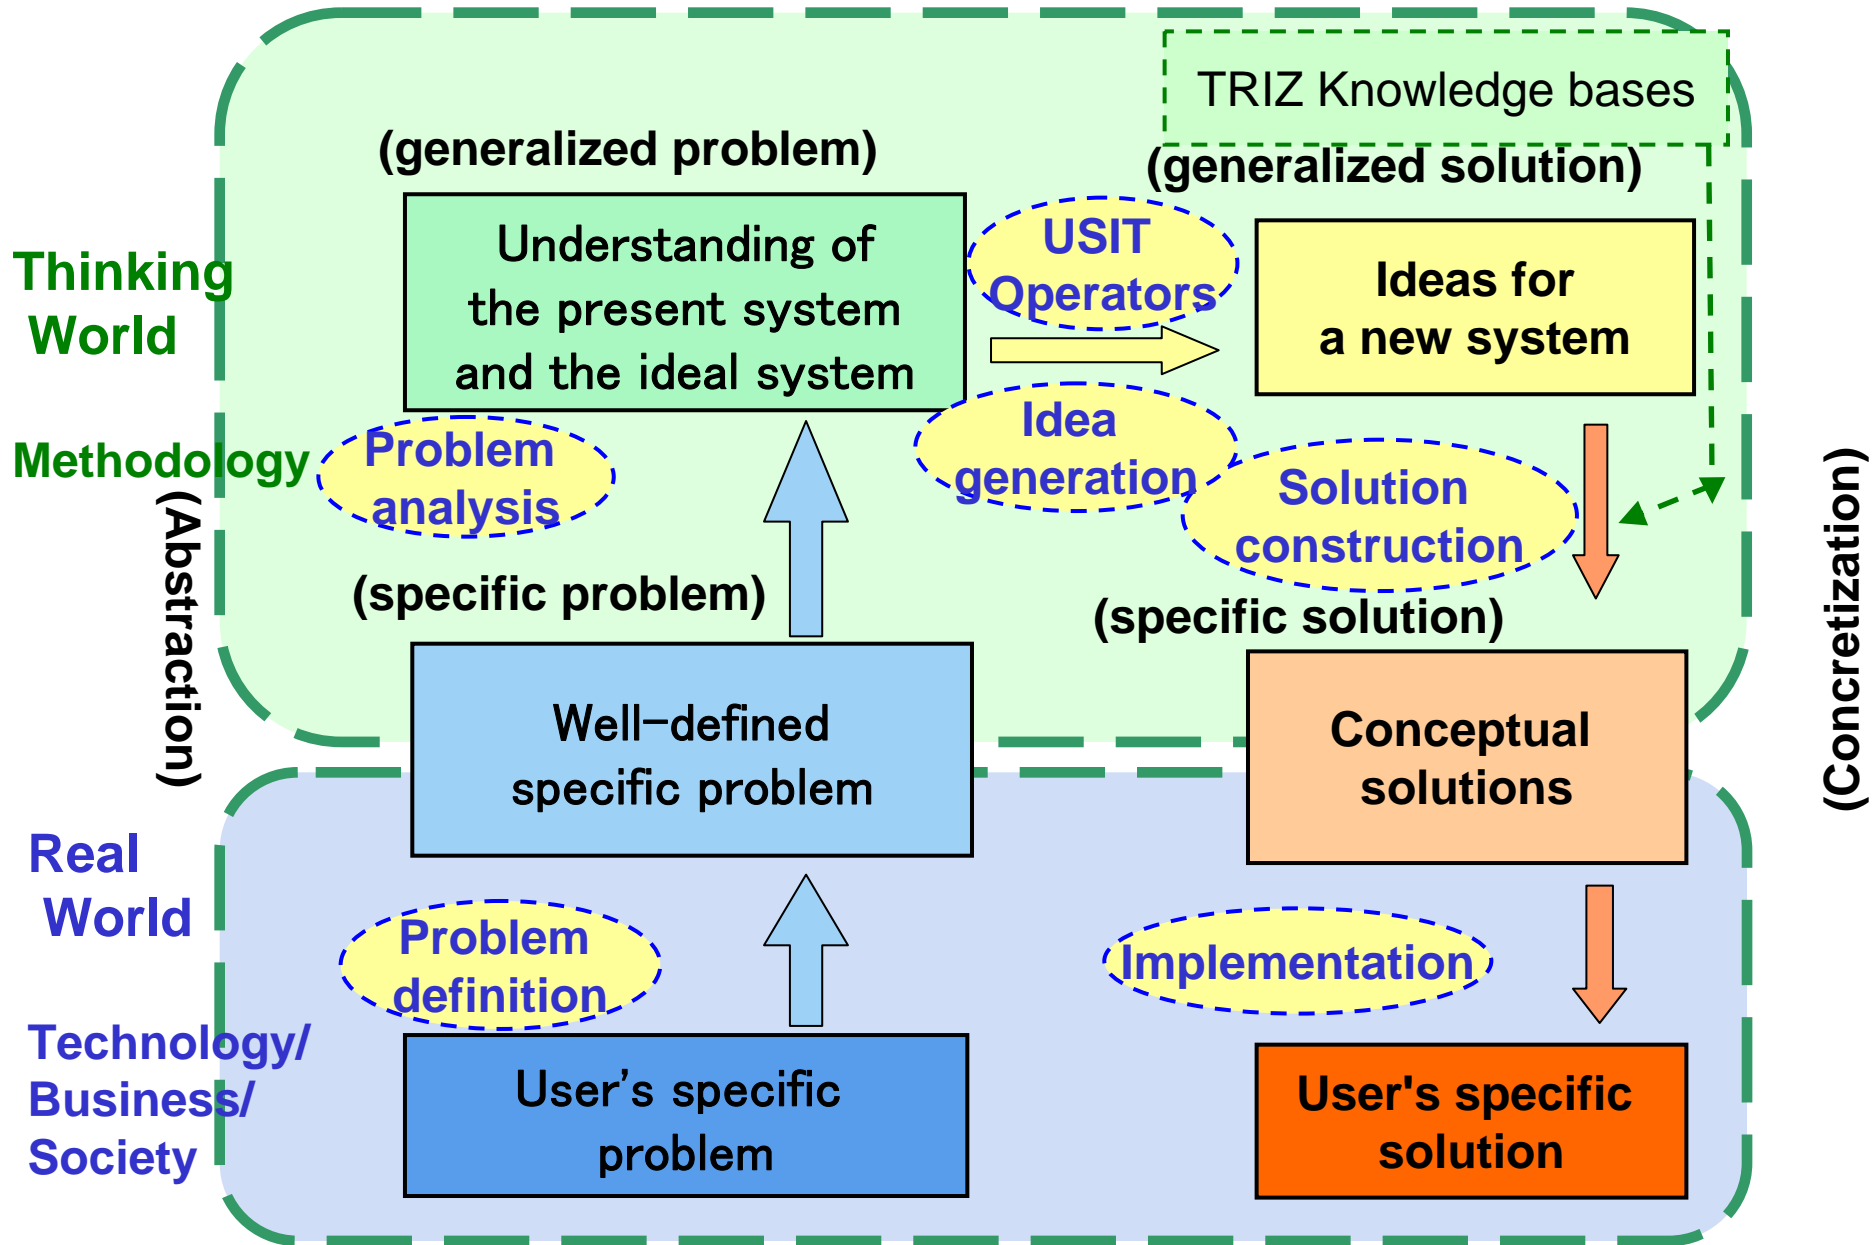 TRIZ Knowledge bases
(generalized problem)
(generalized solution)
Understanding of
the present system
and the ideal system
USIT
Operators
Ideas for
a new system
Thinking
World
Methodology
Problem
analysis
Idea
generation
Solution
construction
(Abstraction)
(Concretization)
(specific problem)
(specific solution)
Well-defined
specific problem
Conceptual
solutions
Real
World
Problem
definition
Implementation
Technology/
Business/
Society
User's specific
problem
User's specific
solution